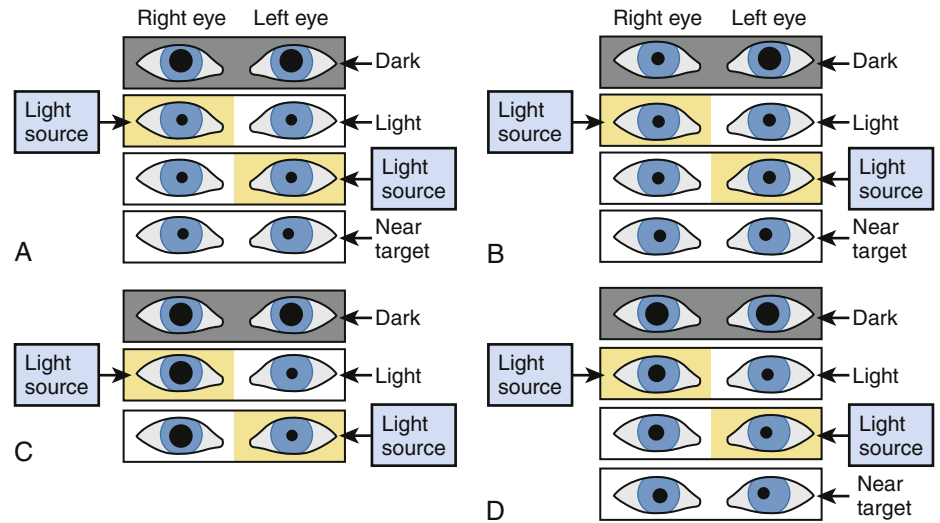 Right eye Left eye
Dark
Light
source
Light
Light
source
Near
target
A
Right eye Left eye
Dark
Light
source
Light
Light
source
Near
target
B
Dark
Light
source
Light
Light
source
C
Dark
Light
source
Light
Light
source
Near
target
D